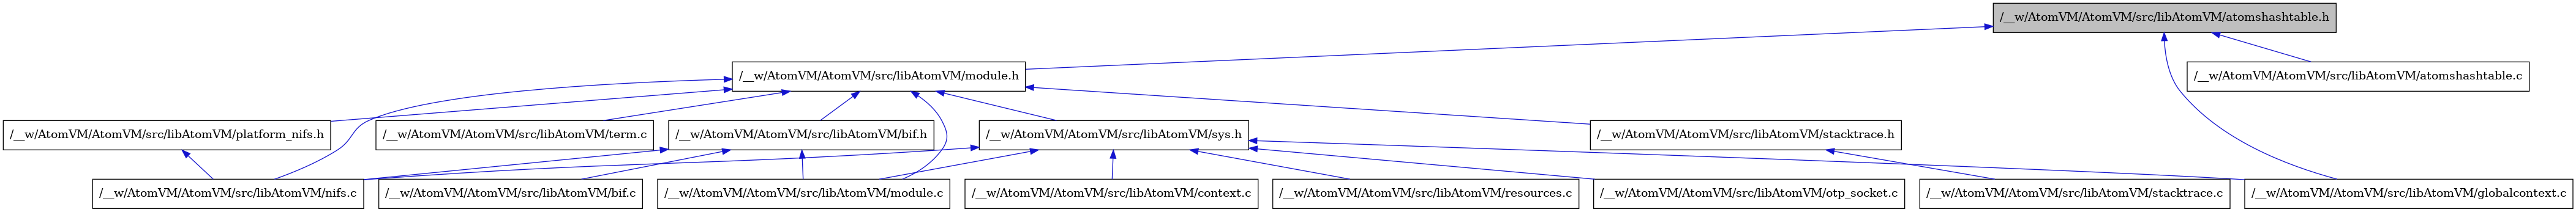 /__w/AtomVM/AtomVM/src/libAtomVM/atomshashtable.h
/__w/AtomVM/AtomVM/src/libAtomVM/module.h
/__w/AtomVM/AtomVM/src/libAtomVM/atomshashtable.c
/__w/AtomVM/AtomVM/src/libAtomVM/platform_nifs.h
/__w/AtomVM/AtomVM/src/libAtomVM/term.c
/__w/AtomVM/AtomVM/src/libAtomVM/bif.h
/__w/AtomVM/AtomVM/src/libAtomVM/sys.h
/__w/AtomVM/AtomVM/src/libAtomVM/stacktrace.h
/__w/AtomVM/AtomVM/src/libAtomVM/nifs.c
/__w/AtomVM/AtomVM/src/libAtomVM/bif.c
/__w/AtomVM/AtomVM/src/libAtomVM/module.c
/__w/AtomVM/AtomVM/src/libAtomVM/context.c
/__w/AtomVM/AtomVM/src/libAtomVM/resources.c
/__w/AtomVM/AtomVM/src/libAtomVM/otp_socket.c
/__w/AtomVM/AtomVM/src/libAtomVM/stacktrace.c
/__w/AtomVM/AtomVM/src/libAtomVM/globalcontext.c